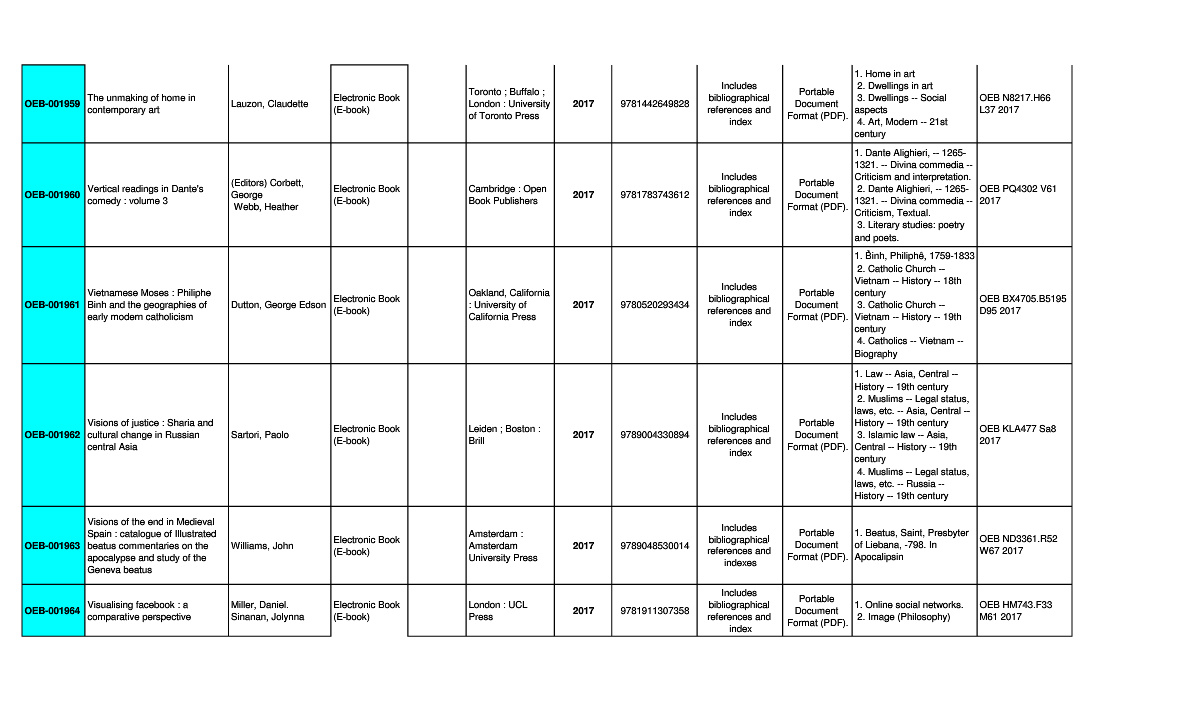 OEB-001959
The unmaking of home in
contemporary art
Lauzon, Claudette
Electronic Book
(E-book)
Toronto ; Buffalo ;
London : University
of Toronto Press
2017
9781442649828
Includes
bibliographical
references and
index
Portable
Document
Format (PDF).
1. Home in art
2. Dwellings in art
3. Dwellings -- Social
aspects
4. Art, Modern -- 21st
century
OEB N8217.H66
L37 2017
OEB-001960
Vertical readings in Dante's
comedy : volume 3
(Editors) Corbett,
George
Webb, Heather
Electronic Book
(E-book)
Cambridge : Open
Book Publishers
2017
9781783743612
Includes
bibliographical
references and
index
Portable
Document
Format (PDF).
1. Dante Alighieri, -- 1265-
1321. -- Divina commedia --
Criticism and interpretation.
2. Dante Alighieri, -- 1265-
1321. -- Divina commedia --
Criticism, Textual.
3. Literary studies: poetry
and poets.
OEB PQ4302 V61
2017
OEB-001961
Vietnamese Moses : Philiphe
Binh and the geographies of
early modern catholicism
Dutton, George Edson
Electronic Book
(E-book)
Oakland, California
: University of
California Press
2017
9780520293434
Includes
bibliographical
references and
index
Portable
Document
Format (PDF).
1. Bỉnh, Philiphê, 1759-1833
2. Catholic Church --
Vietnam -- History -- 18th
century
3. Catholic Church --
Vietnam -- History -- 19th
century
4. Catholics -- Vietnam --
Biography
OEB BX4705.B5195
D95 2017
OEB-001962
Visions of justice : Sharia and
cultural change in Russian
central Asia
Sartori, Paolo
Electronic Book
(E-book)
Leiden ; Boston :
Brill
2017
9789004330894
Includes
bibliographical
references and
index
Portable
Document
Format (PDF).
1. Law -- Asia, Central --
History -- 19th century
2. Muslims -- Legal status,
laws, etc. -- Asia, Central --
History -- 19th century
3. Islamic law -- Asia,
Central -- History -- 19th
century
4. Muslims -- Legal status,
laws, etc. -- Russia --
History -- 19th century
OEB KLA477 Sa8
2017
OEB-001963
Visions of the end in Medieval
Spain : catalogue of Illustrated
beatus commentaries on the
apocalypse and study of the
Geneva beatus
Williams, John
Electronic Book
(E-book)
Amsterdam :
Amsterdam
University Press
2017
9789048530014
Includes
bibliographical
references and
indexes
Portable
Document
Format (PDF).
1. Beatus, Saint, Presbyter
of Liebana, -798. In
Apocalipsin
OEB ND3361.R52
W67 2017
OEB-001964
Visualising facebook : a
comparative perspective
Miller, Daniel.
Sinanan, Jolynna
Electronic Book
(E-book)
London : UCL
Press
2017
9781911307358
Includes
bibliographical
references and
index
Portable
Document
Format (PDF).
1. Online social networks.
2. Image (Philosophy)
OEB HM743.F33
M61 2017